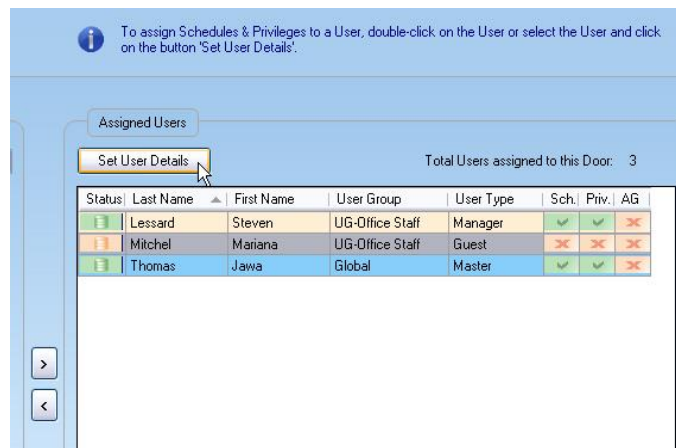 To assign Schedules & Privileges to a User, double-click on the User or select the User and click
on the button 'Set User Details'.
Assigned Users
Set User Details
Total Users assigned to this Door: 3
Status Last Name First Name User Group User Type Sch. Priv. AG
Lessard Steven UG-Office Staff Manager
Mitchel Mariana UG-Office Staff Guest
Thomas Jawa Global Master
>
<